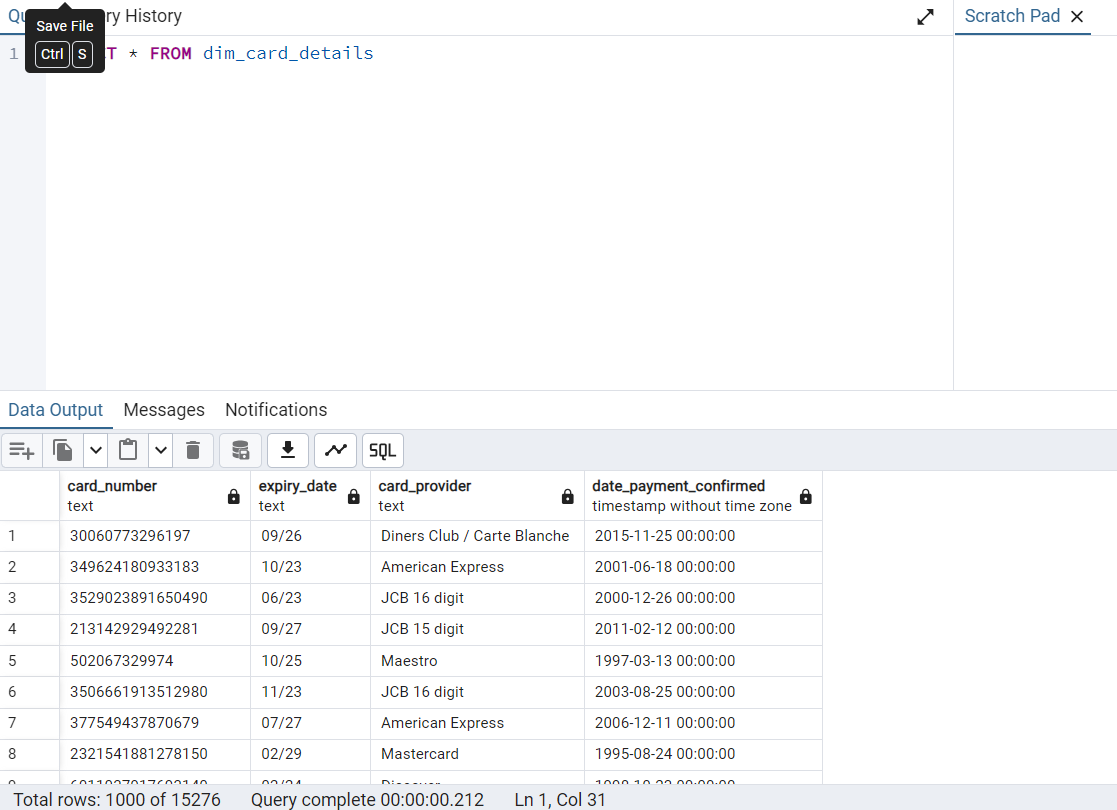 Qu ry History
Scratch Pad
Save File
Ctrl S
1 T * FROM dim_card_details
Data Output Messages Notifications
SQL
card_number expiry_date card_provider date_payment_confirmed
text text text timestamp without time zone
1 30060773296197 09/26 Diners Club / Carte Blanche 2015-11-25 00:00:00
2 349624180933183 10/23 American Express 2001-06-18 00:00:00
3 3529023891650490 06/23 JCB 16 digit 2000-12-26 00:00:00
4 213142929492281 09/27 JCB 15 digit 2011-02-12 00:00:00
5 502067329974 10/25 Maestro 1997-03-13 00:00:00
6 3506661913512980 11/23 JCB 16 digit 2003-08-25 00:00:00
7 377549437870679 07/27 American Express 2006-12-11 00:00:00
8 2321541881278150 02/29 Mastercard 1995-08-24 00:00:00
Total rows: 1000 of 15276 Query complete 00:00:00.212 Ln 1, Col 31